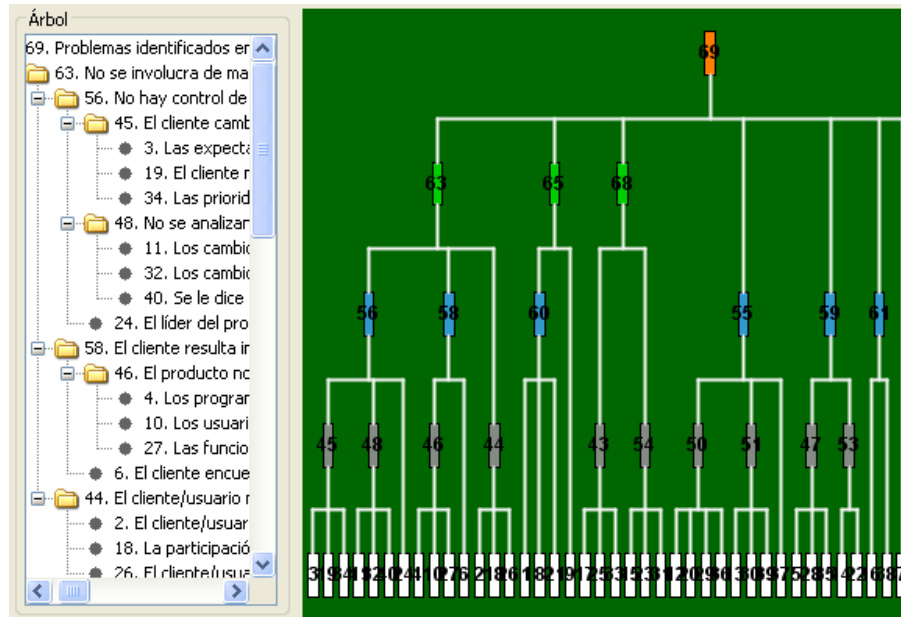 Árbol
69. Problemas identificados er
63. No se involucra de ma
56. No hay control de
45. El cliente camb
3. Las expecta
19. El cliente r
34. Las priorid
48. No se analizar
11. Los cambio
32. Los cambio
40. Se le dice
24. El líder del pro
58. El cliente resulta ir
46. El producto no
4. Los program
10. Los usuari
27. Las funcio
6. El cliente encue
44. El cliente/usuario r
2. El cliente/usuar
18. La participació
26. El cliente/usua
69
63 65 68
56 58 60 55 59 61
45 48 46 44 43 54 50 51 47 53